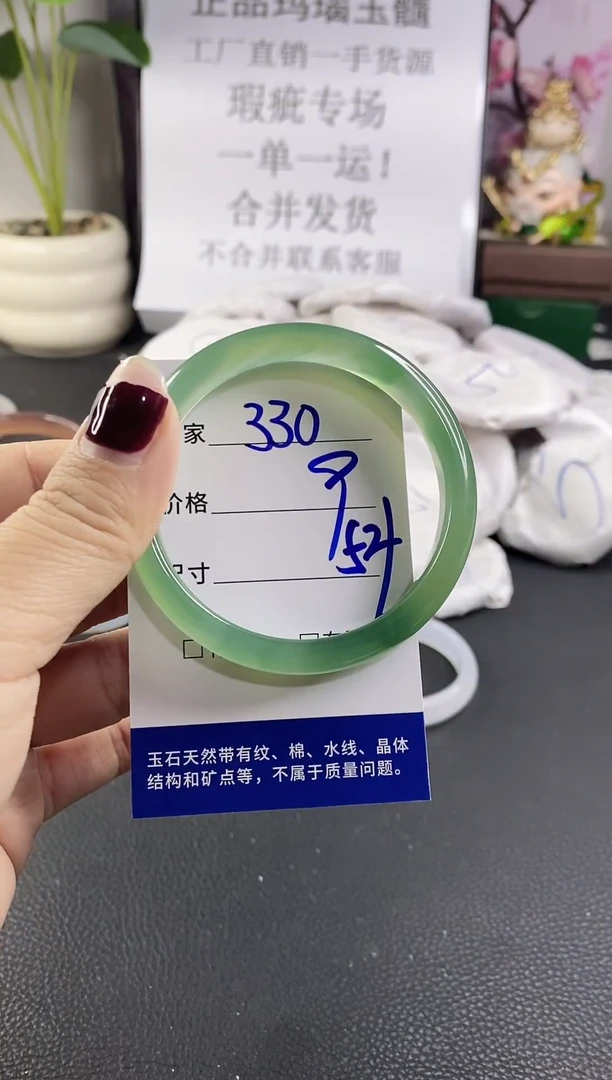 正品玛瑙玉髓
工厂直销一手货源
瑕疵专场
一单一运!
合并发货
不合并联系客服
家 330
价格
尺寸 52
玉石天然带有纹、棉、水线、晶体
结构和矿点等，不属于质量问题。